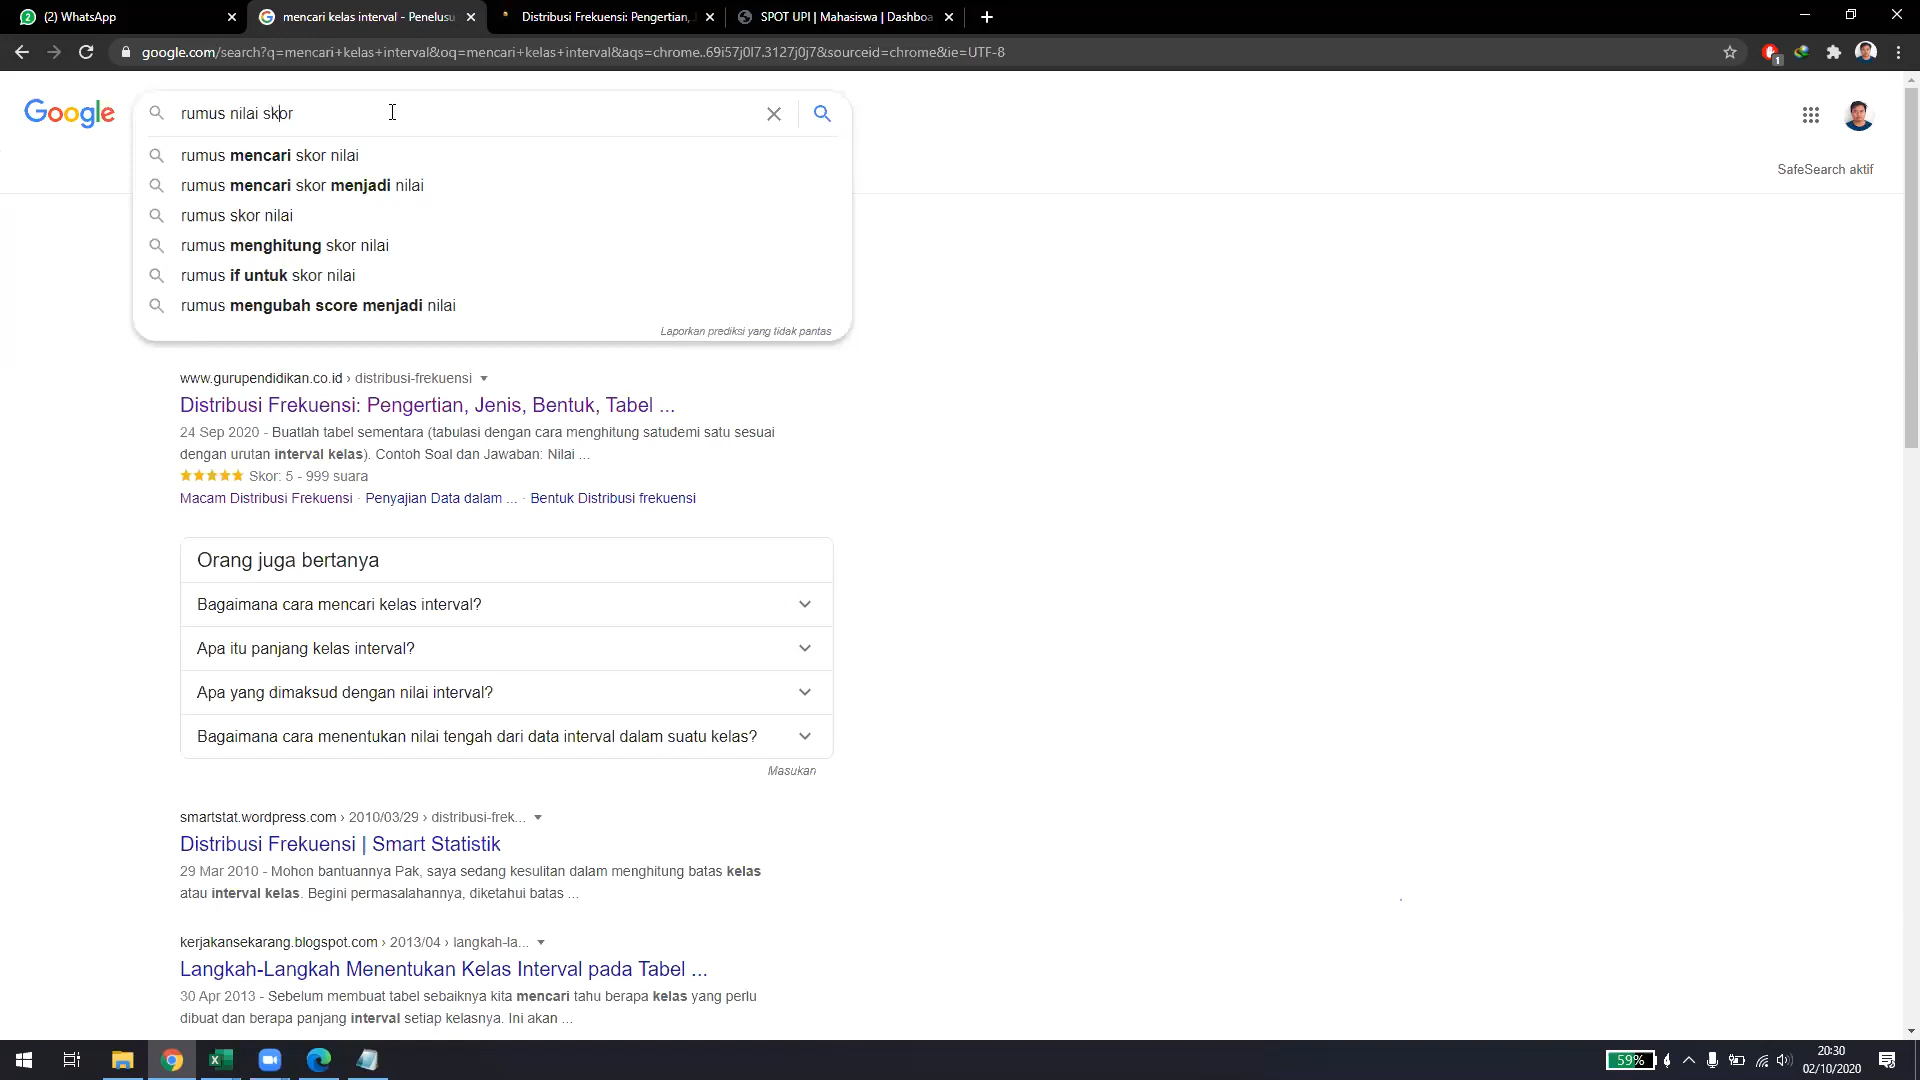 (2) WhatsApp
mencari kelas interval - Penelusu
Distribusi Frekuensi: Pengertian,
SPOT UPI | Mahasiswa | Dashboa
google.com/search?q=mencari+kelas+interval&oq=mencari+kelas+interval&aqs=chrome..69i57j0l7.3127j0j7&sourceid=chrome&ie=UTF-8
Google
rumus nilai skor
SafeSearch aktif
rumus mencari skor nilai
rumus mencari skor menjadi nilai
rumus skor nilai
rumus menghitung skor nilai
rumus if untuk skor nilai
rumus mengubah score menjadi nilai
Laporkan prediksi yang tidak pantas
www.gurupendidikan.co.id › distribusi-frekuensi
Distribusi Frekuensi: Pengertian, Jenis, Bentuk, Tabel ...
24 Sep 2020 - Buatlah tabel sementara (tabulasi dengan cara menghitung satudemi satu sesuai
dengan urutan interval kelas). Contoh Soal dan Jawaban: Nilai ...
Skor: 5 - 999 suara
Macam Distribusi Frekuensi · Penyajian Data dalam ... · Bentuk Distribusi frekuensi
Orang juga bertanya
Bagaimana cara mencari kelas interval?
Apa itu panjang kelas interval?
Apa yang dimaksud dengan nilai interval?
Bagaimana cara menentukan nilai tengah dari data interval dalam suatu kelas?
Masukan
smartstat.wordpress.com › 2010/03/29 › distribusi-frek...
Distribusi Frekuensi | Smart Statistik
29 Mar 2010 - Mohon bantuannya Pak, saya sedang kesulitan dalam menghitung batas kelas
atau interval kelas. Begini permasalahannya, diketahui batas ...
kerjakansekarang.blogspot.com › 2013/04 › langkah-la...
Langkah-Langkah Menentukan Kelas Interval pada Tabel ...
30 Apr 2013 - Sebelum membuat tabel sebaiknya kita mencari tahu berapa kelas yang perlu
dibuat dan berapa panjang interval setiap kelasnya. Ini akan ...
59%
20:30
02/10/2020